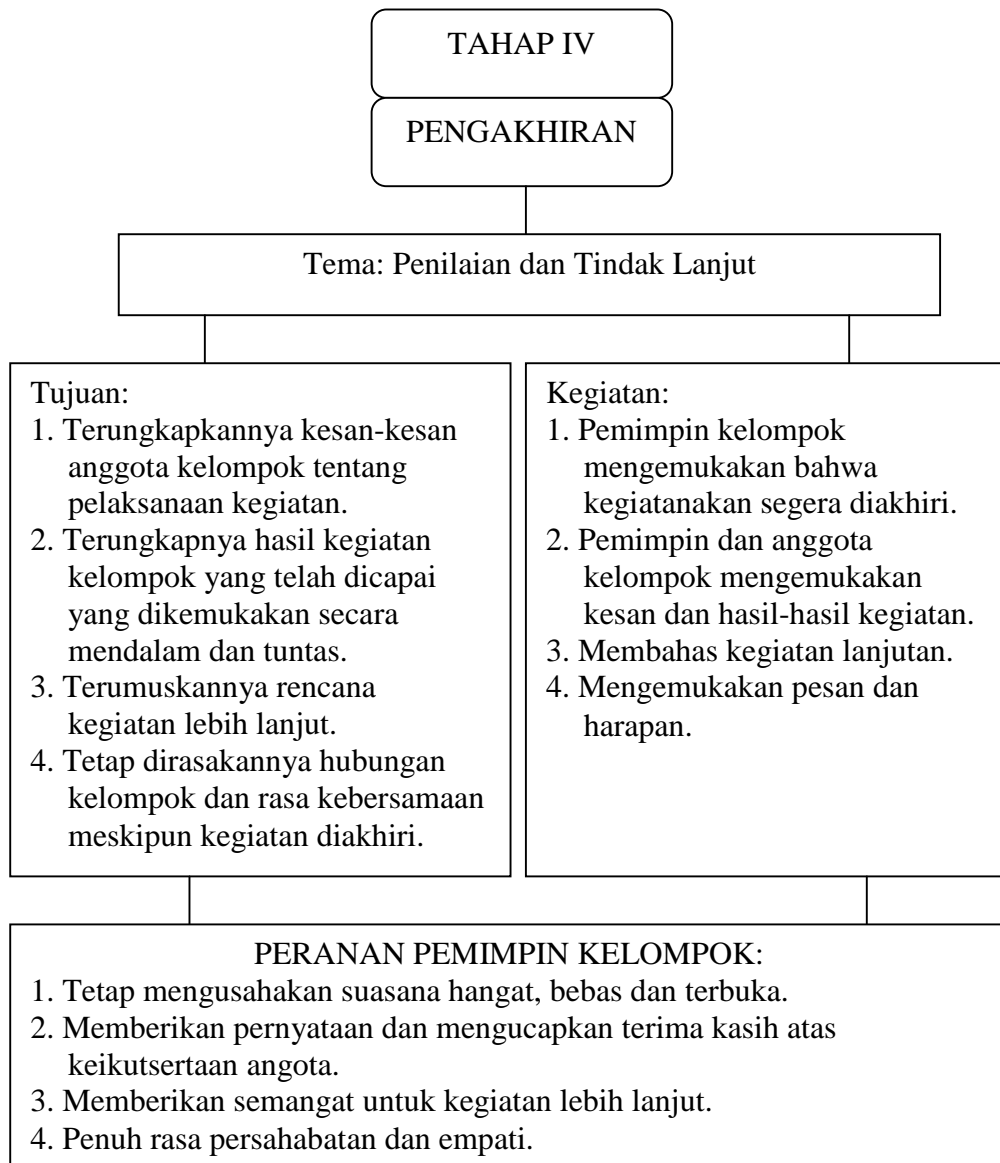 TAHAP IV
PENGAKHIRAN
Tema: Penilaian dan Tindak Lanjut
Tujuan:
1. Terungkapkannya kesan-kesan
anggota kelompok tentang
pelaksanaan kegiatan.
2. Terungkapnya hasil kegiatan
kelompok yang telah dicapai
yang dikemukakan secara
mendalam dan tuntas.
3. Terumuskannya rencana
kegiatan lebih lanjut.
4. Tetap dirasakannya hubungan
kelompok dan rasa kebersamaan
meskipun kegiatan diakhiri.
Kegiatan:
1. Pemimpin kelompok
mengemukakan bahwa
kegiatanakan segera diakhiri.
2. Pemimpin dan anggota
kelompok mengemukakan
kesan dan hasil-hasil kegiatan.
3. Membahas kegiatan lanjutan.
4. Mengemukakan pesan dan
harapan.
PERANAN PEMIMPIN KELOMPOK:
1. Tetap mengusahakan suasana hangat, bebas dan terbuka.
2. Memberikan pernyataan dan mengucapkan terima kasih atas
keikutsertaan angota.
3. Memberikan semangat untuk kegiatan lebih lanjut.
4. Penuh rasa persahabatan dan empati.